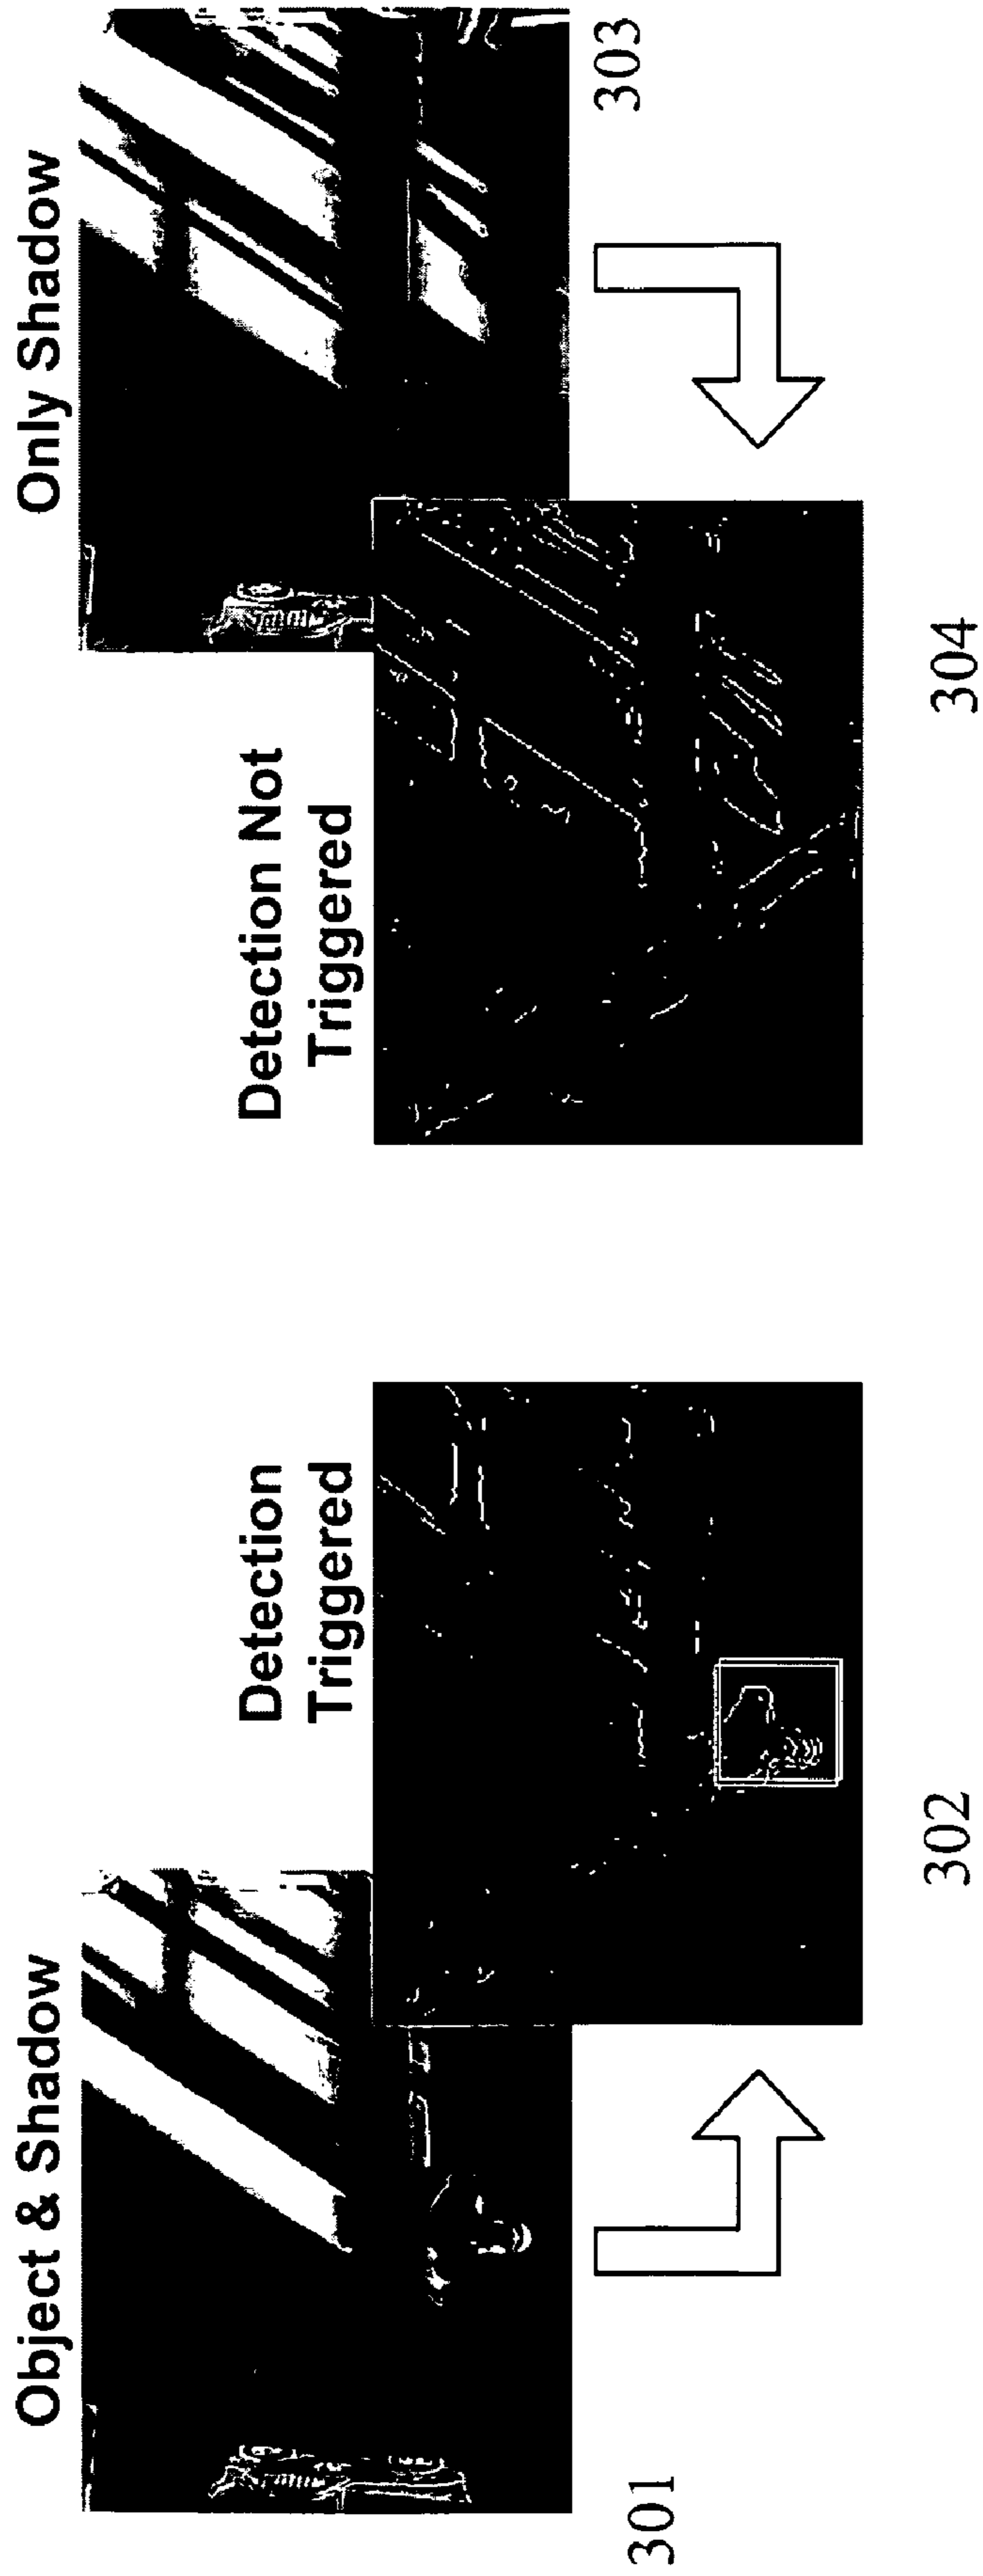 Object & Shadow
Detection
Triggered
301
302
Only Shadow
Detection Not
Triggered
303
304